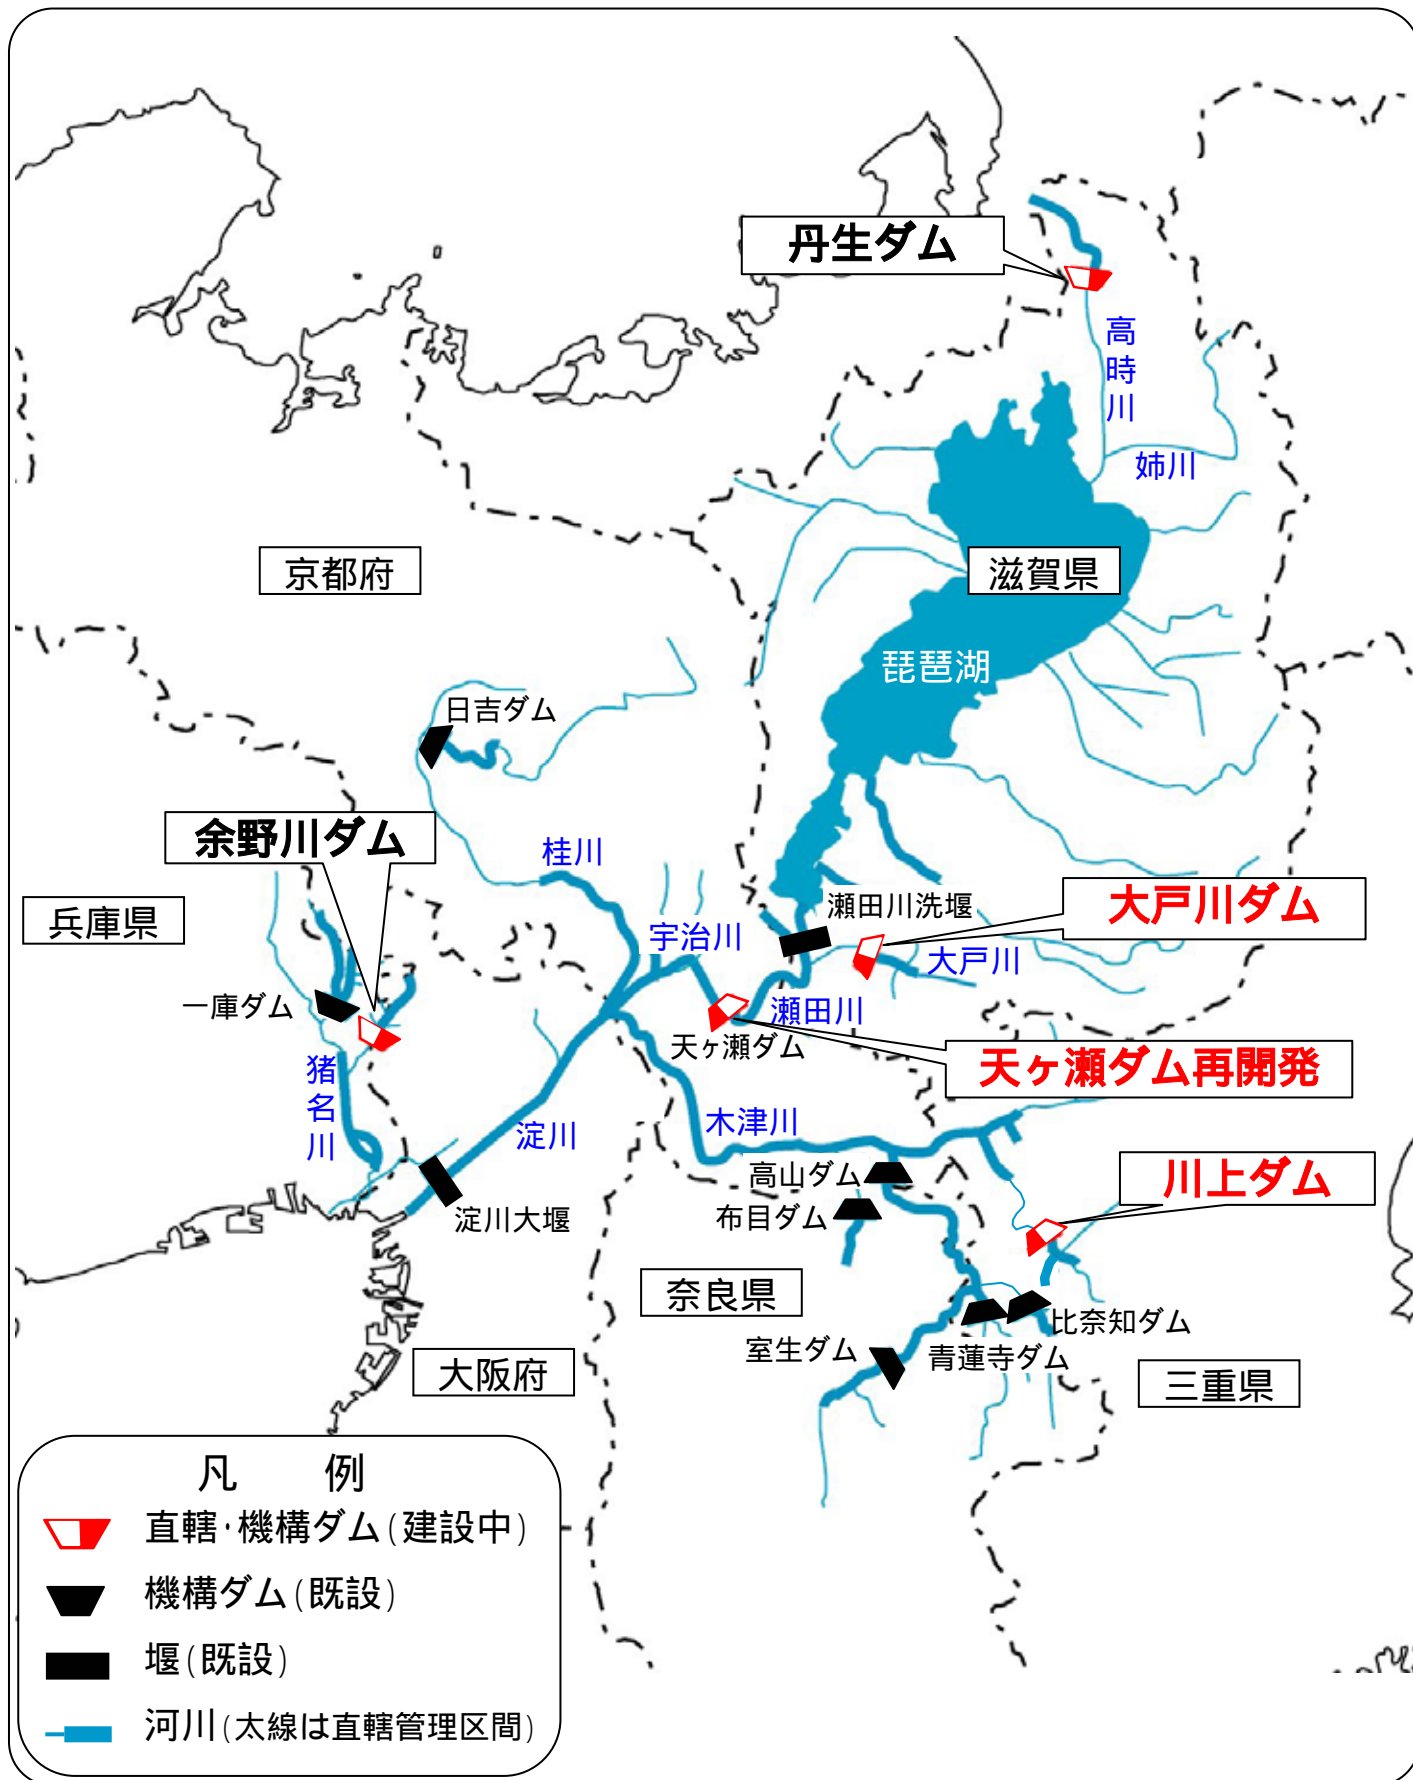 丹生ダム
高時川
姉川
京都府
滋賀県
琵琶湖
日吉ダム
余野川ダム
桂川
兵庫県
瀬田川洗堰
大戸川ダム
宇治川
大戸川
一庫ダム
瀬田川
天ヶ瀬ダム
天ヶ瀬ダム再開発
猪名川
淀川
木津川
高山ダム
川上ダム
布目ダム
淀川大堰
奈良県
比奈知ダム
室生ダム
青蓮寺ダム
大阪府
三重県
凡 例
直轄・機構ダム(建設中)
機構ダム(既設)
堰(既設)
河川(太線は直轄管理区間)